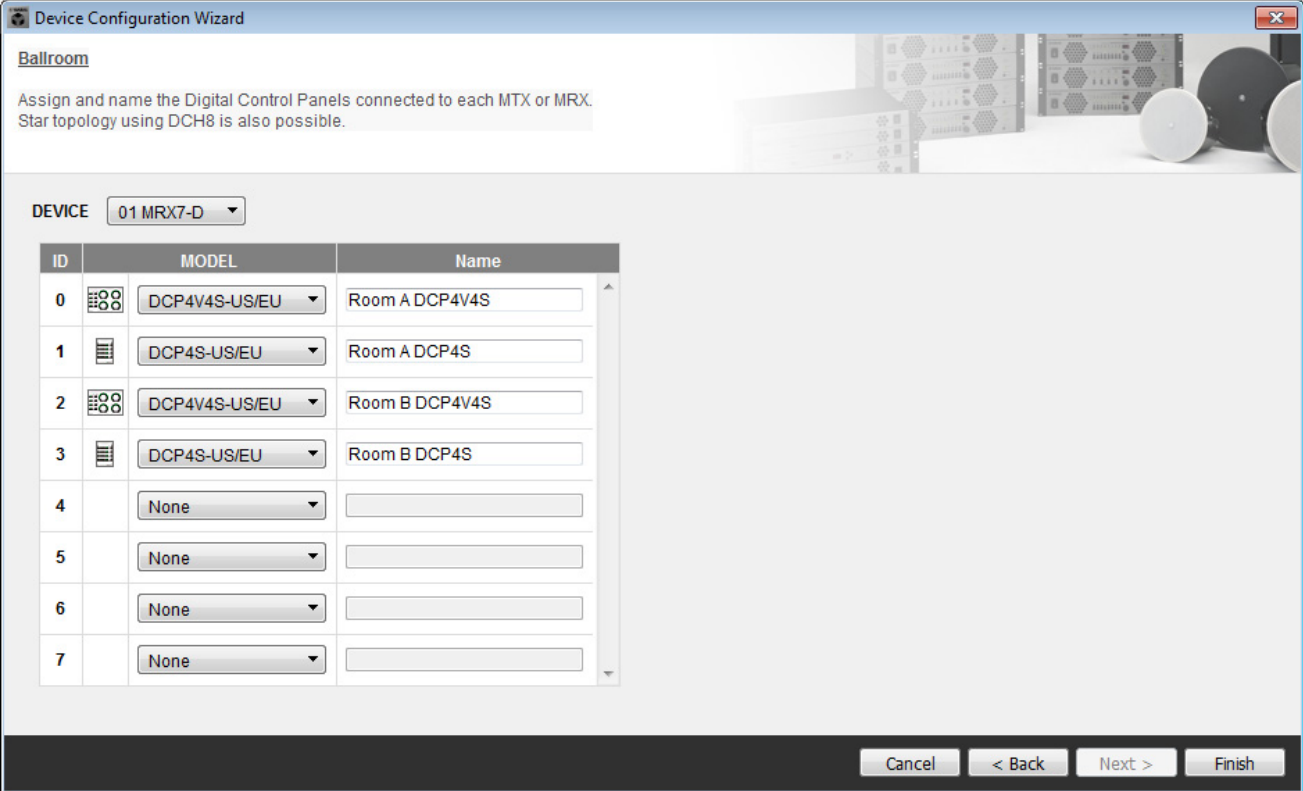 Device Configuration Wizard
Ballroom
Assign and name the Digital Control Panels connected to each MTX or MRX.
Star topology using DCH8 is also possible.
DEVICE 01 MRX7-D
ID MODEL Name
0 DCP4V4S-US/EU Room A DCP4V4S
1 DCP4S-US/EU Room A DCP4S
2 DCP4V4S-US/EU Room B DCP4V4S
3 DCP4S-US/EU Room B DCP4S
4 None
5 None
6 None
7 None
Cancel < Back Next > Finish